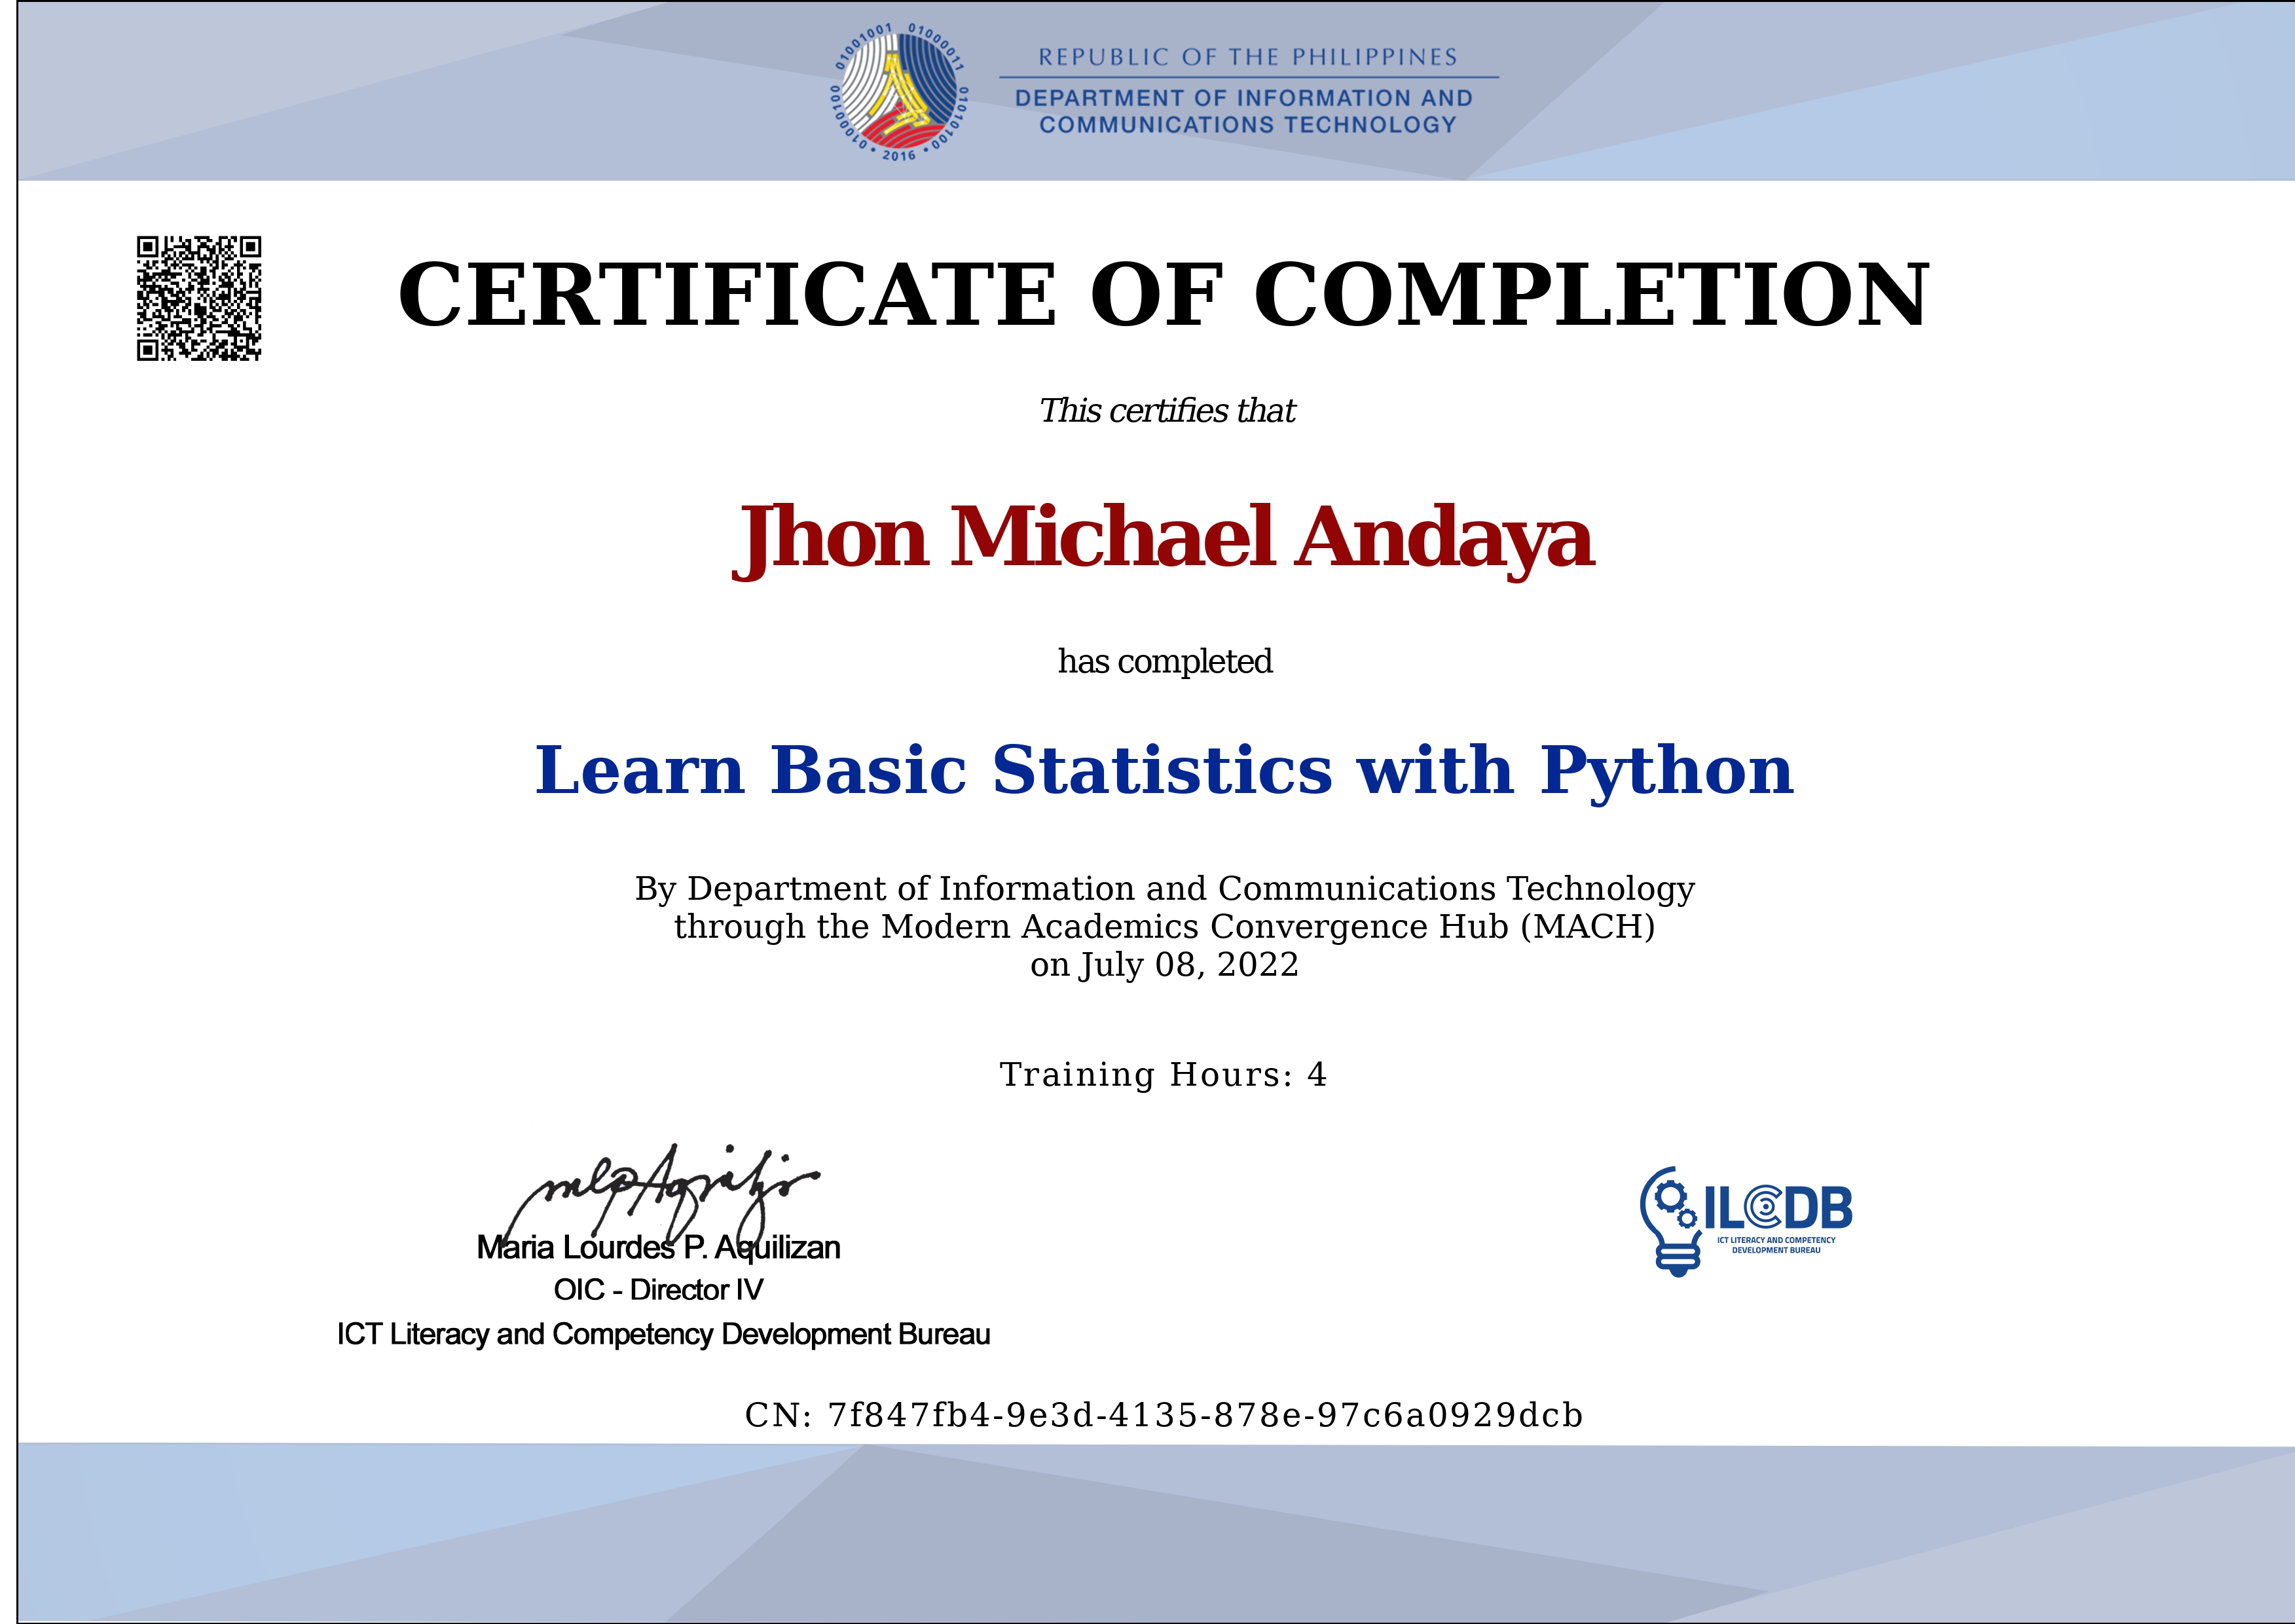 01001001 01000011 01010100 • 2016 • 01000100
REPUBLIC OF THE PHILIPPINES
DEPARTMENT OF INFORMATION AND
COMMUNICATIONS TECHNOLOGY
CERTIFICATE OF COMPLETION
This certifies that
Jhon Michael Andaya
has completed
Learn Basic Statistics with Python
By Department of Information and Communications Technology
through the Modern Academics Convergence Hub (MACH)
on July 08, 2022
Training Hours: 4
Maria Lourdes P. Aquilizan
OIC - Director IV
ICT Literacy and Competency Development Bureau
ILCDB
ICT LITERACY AND COMPETENCY
DEVELOPMENT BUREAU
CN: 7f847fb4-9e3d-4135-878e-97c6a0929dcb